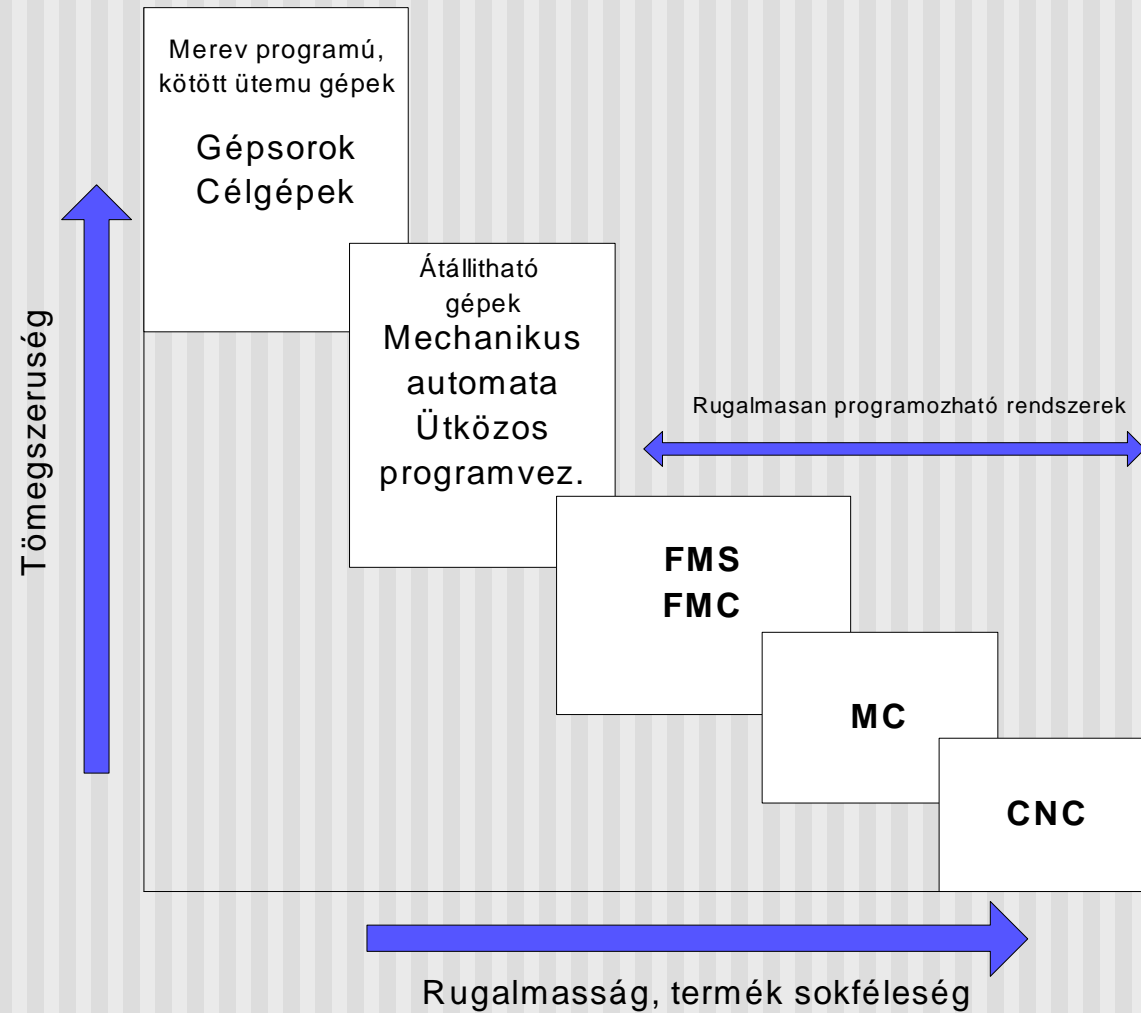 Merev programú,
kötött ütemu gépek
Gépsorok
Célgépek
Átállitható
gépek
Mechanikus
automata
Ütközos
programvez.
Tömegszeruség
Rugalmasan programozható rendszerek
FMS
FMC
MC
CNC
Rugalmasság, termék sokféleség